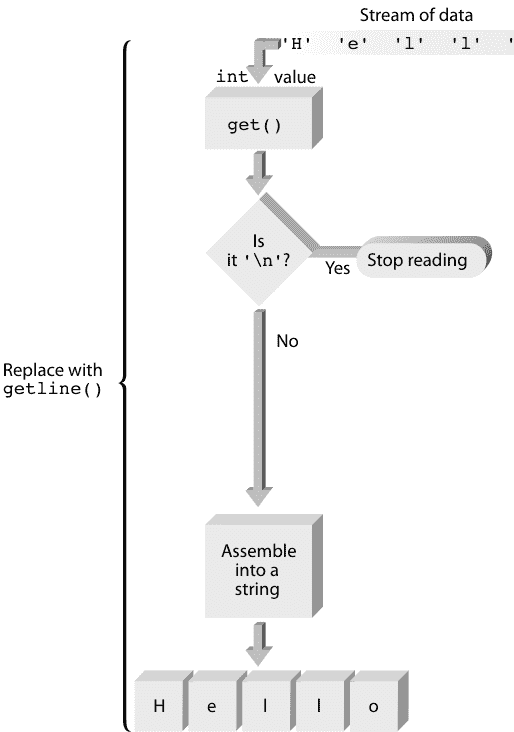 Stream of data
'H' 'e' 'l' 'l' '
int value
get()
Is
it '\n'?
Yes
Stop reading
No
Replace with
getline()
Assemble
into a
string
H e l l o